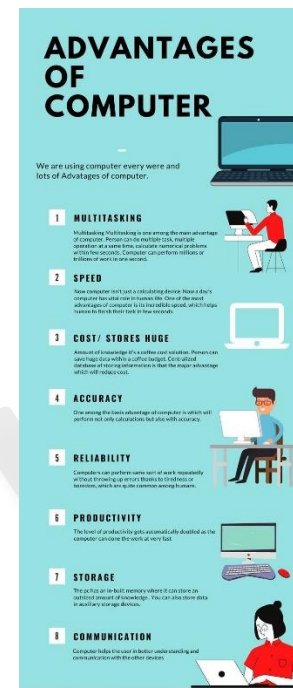 ADVANTAGES
OF
COMPUTER
We are using computer every were and
lots of Advatages of computer.
1 MULTITASKING
Multitasking Multitasking is one among the main advantage
of computer. Person can do multiple task, multiple
operation at a same time, calculate numerical problems
within few seconds. Computer can perform millions or
trillions of work in one second.
2 SPEED
Now computer isn't just a calculating device. Now a day's
computer has vital role in human life. One of the most
advantages of computer is its incredible speed, which helps
human to finish their task in few seconds.
3 COST/ STORES HUGE
Amount of knowledge it's a coffee cost solution. Person can
save huge data within a coffee budget. Centralized
database of storing information is that the major advantage
which will reduce cost.
4 ACCURACY
One among the basic advantage of computer is which will
perform not only calculations but also with accuracy.
5 RELIABILITY
Computers can perform same sort of work repeatedly
without throwing up errors thanks to tiredness or
boredom, which are quite common among humans.
6 PRODUCTIVITY
The level of productivity gets automatically doubled as the
computer can done the work at very fast
7 STORAGE
The pc has an in-built memory where it can store an
outsized amount of knowledge. You can also store data
in auxiliary storage devices.
8 COMMUNICATION
Computer helps the user in better understanding and
communication with the other devices